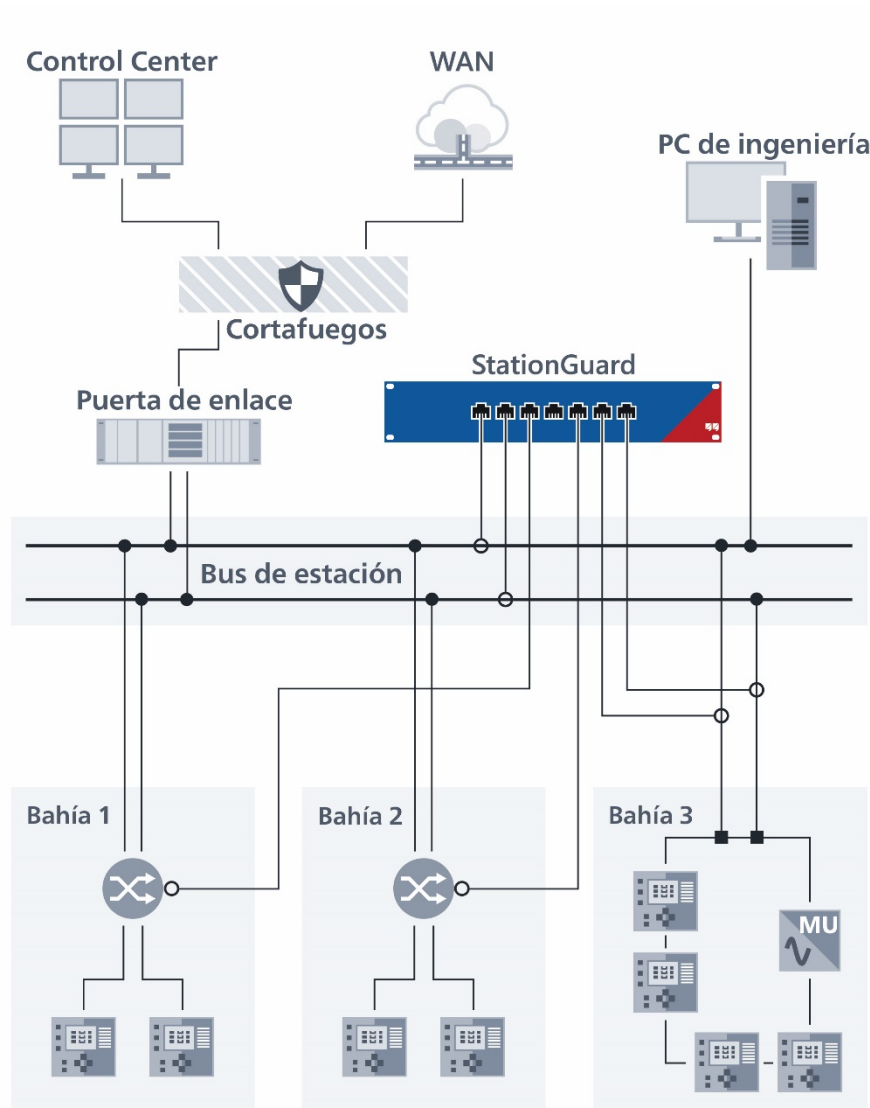 Control Center
WAN
PC de ingeniería
Cortafuegos
StationGuard
Puerta de enlace
Bus de estación
Bahía 1
Bahía 2
Bahía 3
MU